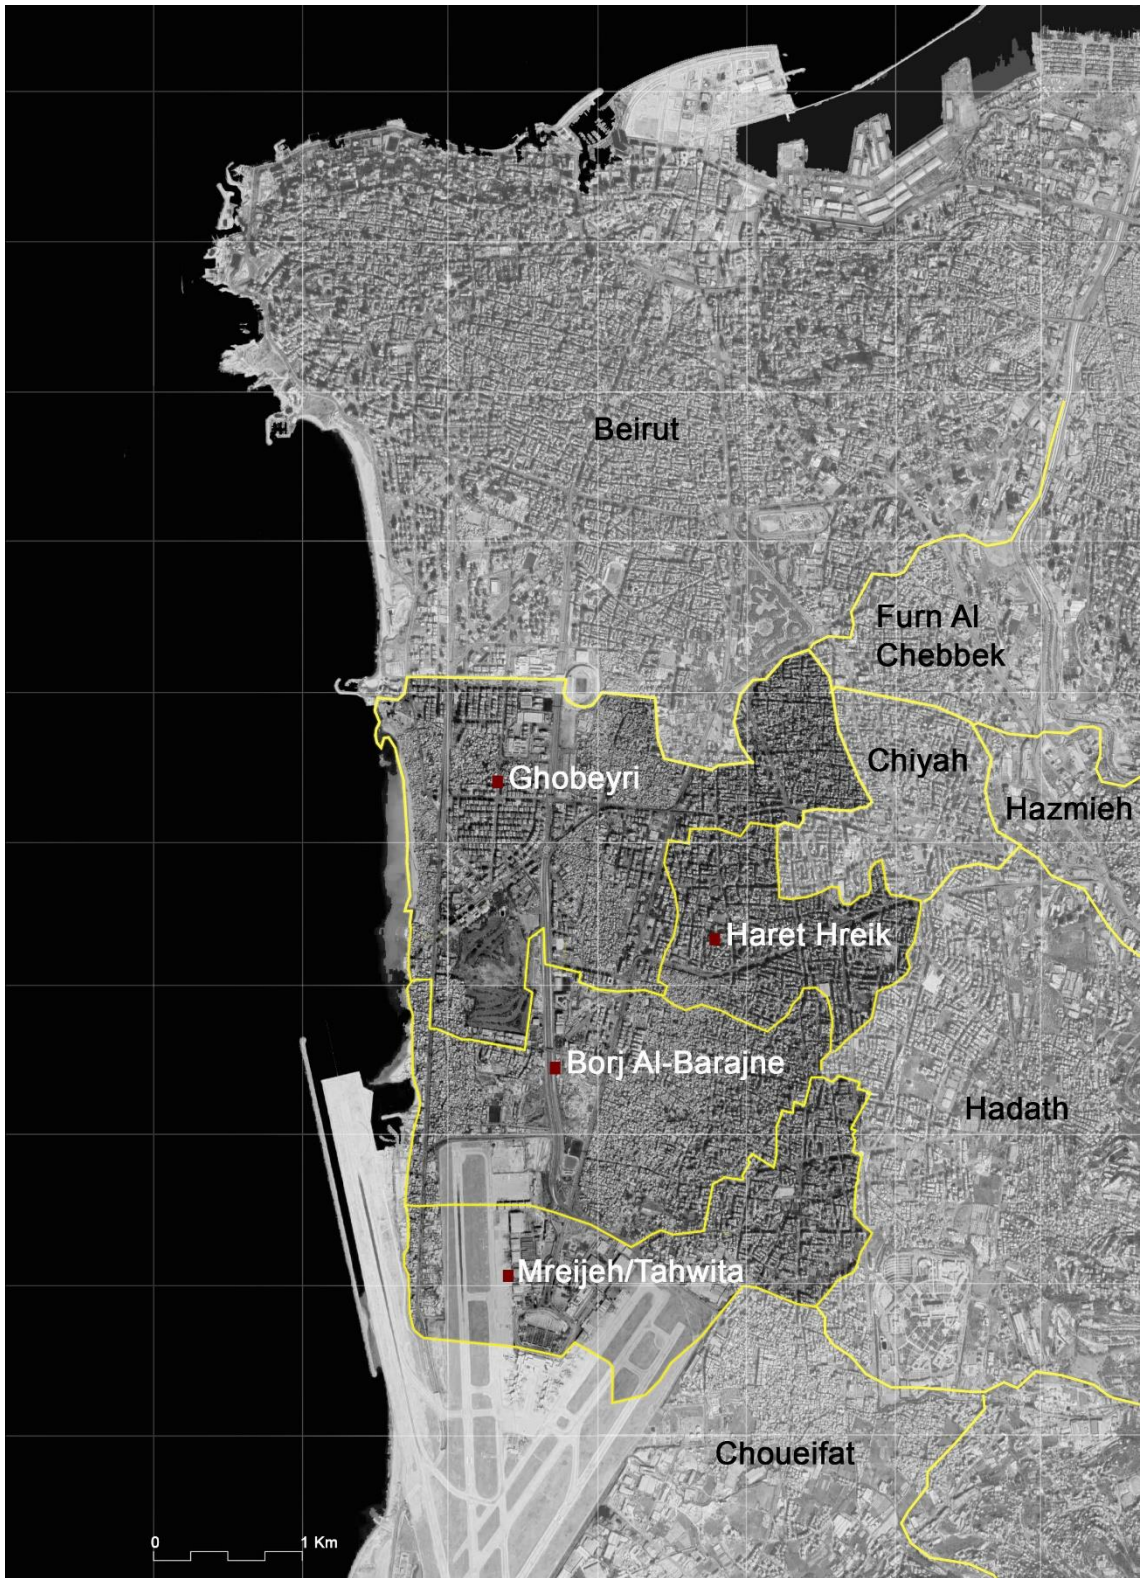 Beirut
Furn Al
Chebbek
Chiyah
Ghobeyri
Hazmieh
Haret Hreik
Borj Al-Barajne
Hadath
Mreijeh/Tahwita
Choueifat
0 1 Km